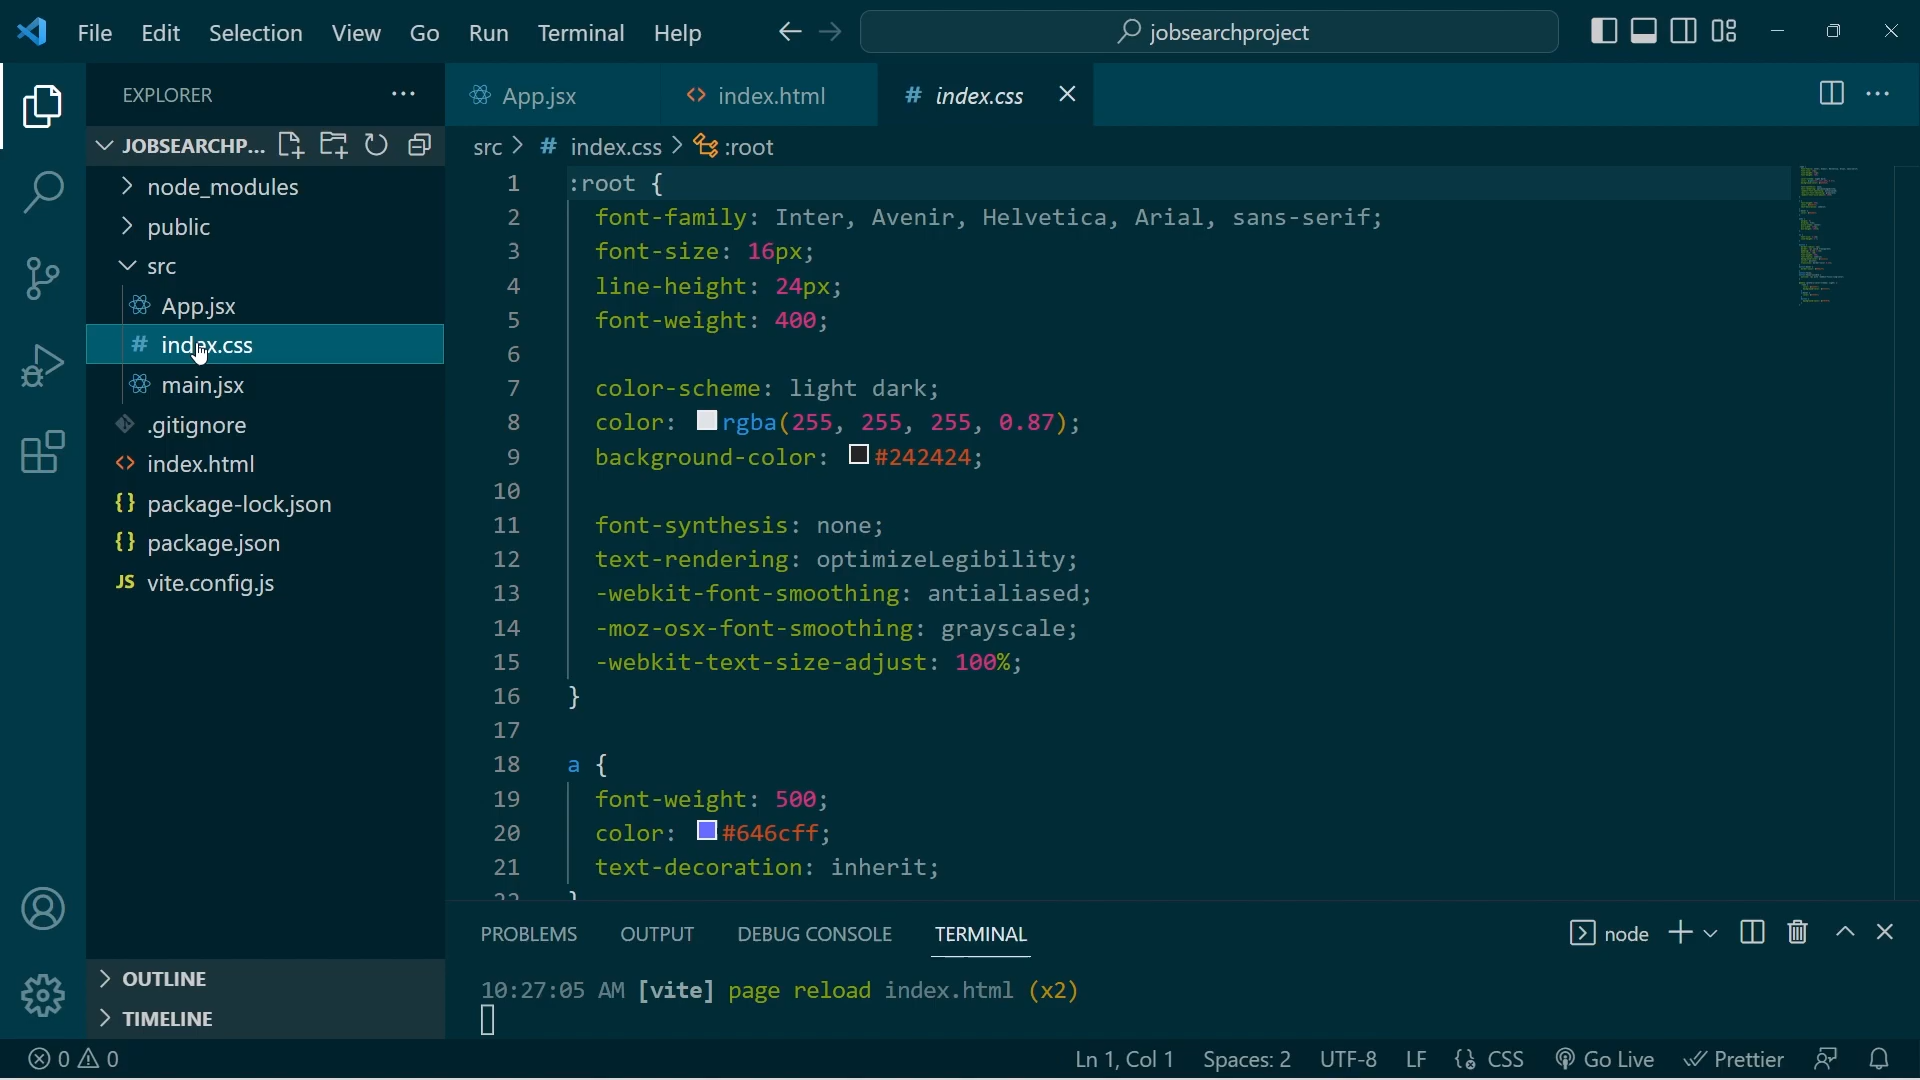 File Edit Selection View Go Run Terminal Help
jobsearchproject
EXPLORER
JOBSEARCHP...
node_modules
public
src
App.jsx
index.css
main.jsx
.gitignore
index.html
package-lock.json
package.json
JS vite.config.js
OUTLINE
TIMELINE
App.jsx index.html # index.css
src > # index.css > :root
1 :root {
2 font-family: Inter, Avenir, Helvetica, Arial, sans-serif;
3 font-size: 16px;
4 line-height: 24px;
5 font-weight: 400;
6
7 color-scheme: light dark;
8 color: rgba(255, 255, 255, 0.87);
9 background-color: #242424;
10
11 font-synthesis: none;
12 text-rendering: optimizeLegibility;
13 -webkit-font-smoothing: antialiased;
14 -moz-osx-font-smoothing: grayscale;
15 -webkit-text-size-adjust: 100%;
16 }
17
18 a {
19 font-weight: 500;
20 color: #646cff;
21 text-decoration: inherit;
22 }
PROBLEMS OUTPUT DEBUG CONSOLE TERMINAL
node
10:27:05 AM [vite] page reload index.html (x2)
0 0
Ln 1, Col 1 Spaces: 2 UTF-8 LF CSS Go Live Prettier